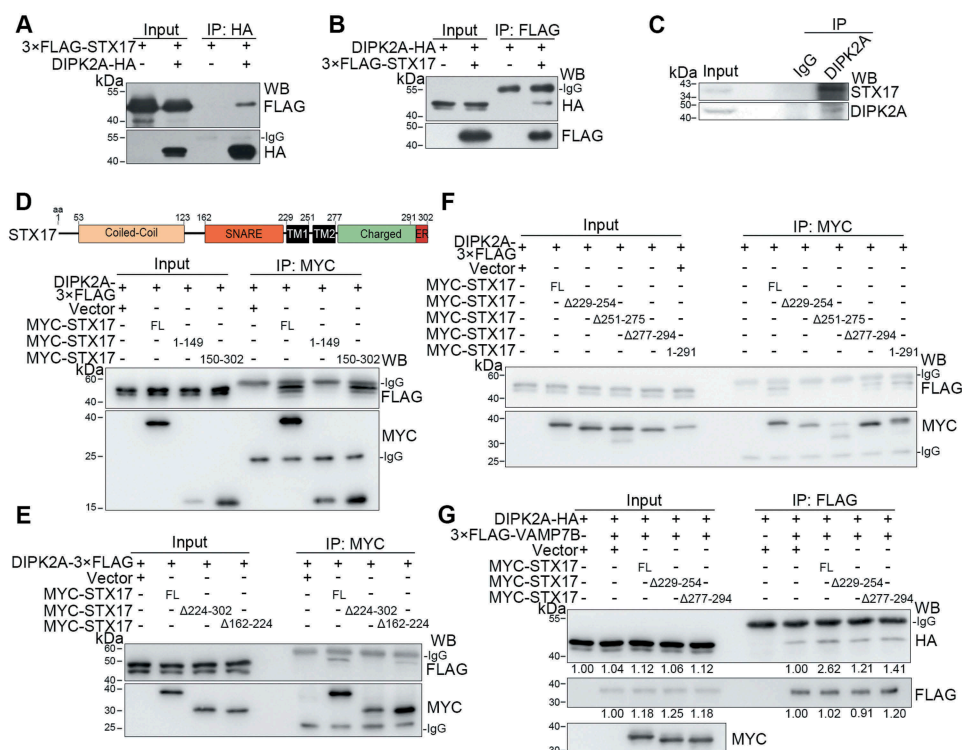 A
Input IP: HA
3×FLAG-STX17 + + + +
DIPK2A-HA - + - +
kDa
WB
55
FLAG
40
55
-IgG
HA
40
B
Input IP: FLAG
DIPK2A-HA + + + +
3×FLAG-STX17 - + - +
kDa
WB
55
-IgG
HA
40
55
FLAG
40
C
IP
kDa Input IgG DIPK2A
WB
43
STX17
34
50
DIPK2A
40
D
aa
1 53 123 162 229 251 277 291 302
STX17 Coiled-Coil SNARE TM1 TM2 Charged ER
Input IP: MYC
DIPK2A-3×FLAG + + + + + + + +
Vector + - - - + - - -
MYC-STX17 - FL - - - FL - -
MYC-STX17 - - 1-149 - - - 1-149 -
MYC-STX17 - - - 150-302 - - - 150-302
WB
kDa
60
-IgG
FLAG
40
40
MYC
25
-IgG
15
E
Input IP: MYC
DIPK2A-3×FLAG + + + + + + + +
Vector + - - - + - - -
MYC-STX17 - FL - - - FL - -
MYC-STX17 - - Δ224-302 - - - Δ224-302 -
MYC-STX17 - - - Δ162-224 - - - Δ162-224
kDa
WB
60
-IgG
50
FLAG
40
40
MYC
30
25
-IgG
F
Input IP: MYC
DIPK2A-3×FLAG + + + + + + + + + + + +
Vector + - - - - + + - - - - -
MYC-STX17 - FL - - - - - FL - - - -
MYC-STX17 - - Δ229-254 - - - - - Δ229-254 - - -
MYC-STX17 - - - Δ251-275 - - - - - Δ251-275 - -
MYC-STX17 - - - - Δ277-294 - - - - - Δ277-294 -
MYC-STX17 - - - - - 1-291 - - - - - 1-291
WB
kDa
60
-IgG
FLAG
40
40
MYC
30
25
-IgG
G
Input IP: FLAG
DIPK2A-HA + + + + + + + + + +
3×FLAG-VAMP7B - + + + + - + + + +
Vector + + - - - + + - - -
MYC-STX17 - - FL - - - - FL - -
MYC-STX17 - - - Δ229-254 - - - - Δ229-254 -
MYC-STX17 - - - - Δ277-294 - - - - Δ277-294
kDa
WB
55
-IgG
HA
40
1.00 1.04 1.12 1.06 1.12 1.00 2.62 1.21 1.41
40
FLAG
30
1.00 1.18 1.25 1.18 1.00 1.02 0.91 1.20
40
MYC
30